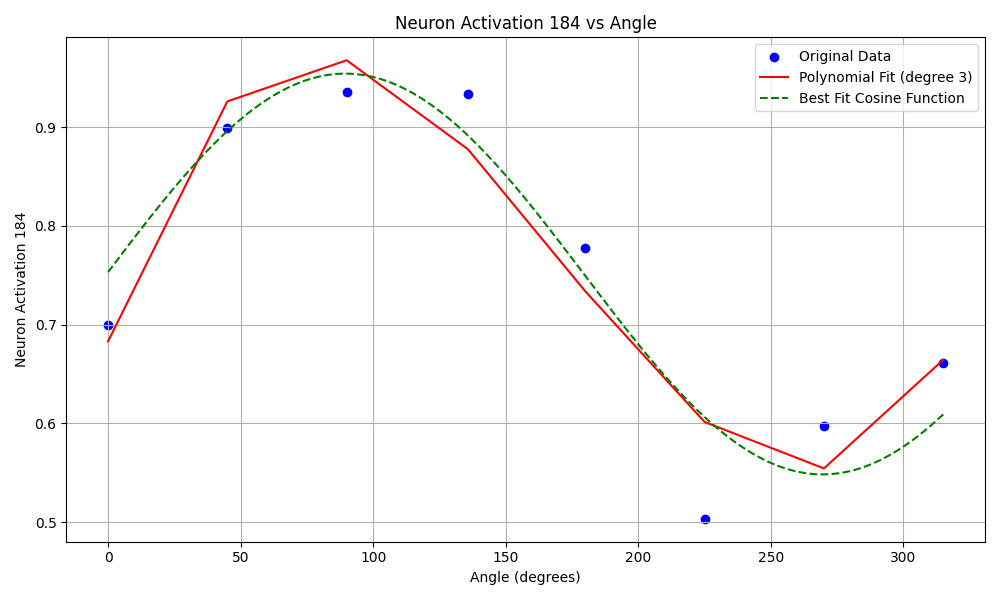 Neuron Activation 184 vs Angle
Original Data
Polynomial Fit (degree 3)
Best Fit Cosine Function
Neuron Activation 184
0.9
0.8
0.7
0.6
0.5
0 50 100 150 200 250 300
Angle (degrees)